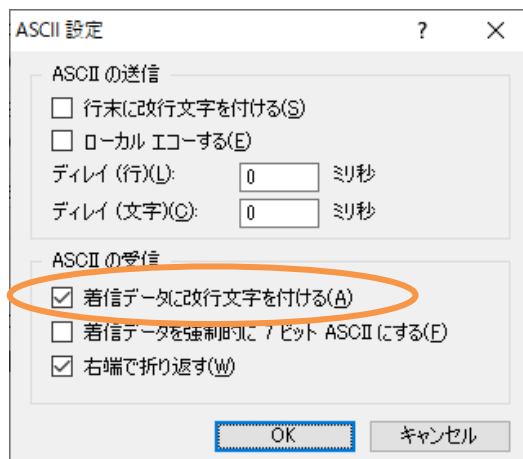 ASCII 設定
ASCII の送信
行末に改行文字を付ける(S)
ローカル エコーする(E)
ディレイ (行)(L): 0 ミリ秒
ディレイ (文字)(C): 0 ミリ秒
ASCII の受信
着信データに改行文字を付ける(A)
着信データを強制的に 7 ビット ASCII にする(F)
右端で折り返す(W)
OK キャンセル